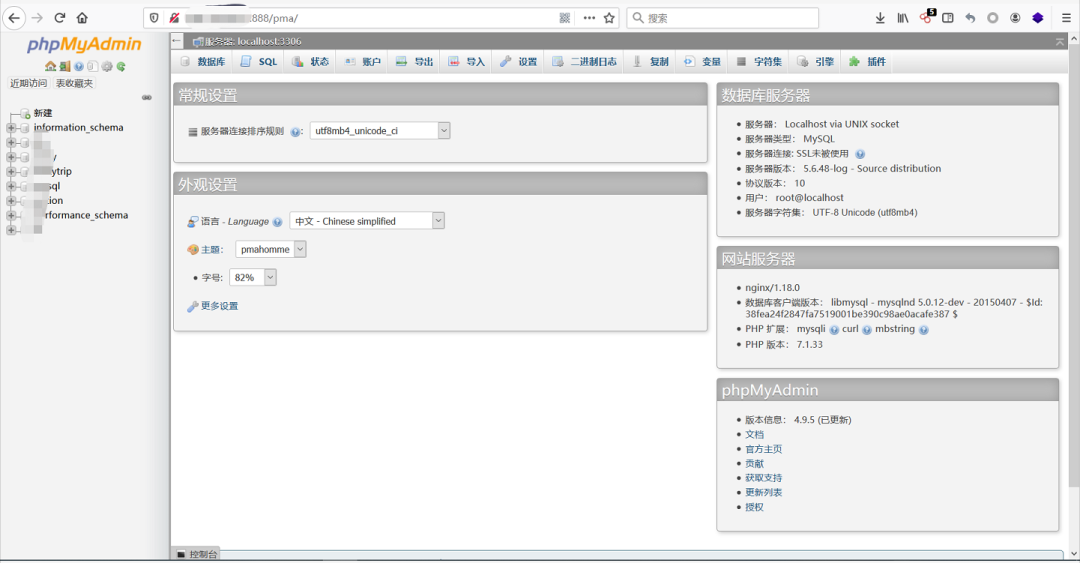 :888/pma/
搜索
5
phpMyAdmin
近期访问 表收藏夹
新建
information_schema
rformance_schema
服务器: localhost:3306
数据库 SQL 状态 账户 导出 导入 设置 二进制日志 复制 变量 字符集 引擎 插件
常规设置
服务器连接排序规则 : utf8mb4_unicode_ci
外观设置
语言 - Language 中文 - Chinese simplified
主题: pmahomme
字号: 82%
更多设置
数据库服务器
服务器: Localhost via UNIX socket
服务器类型: MySQL
服务器连接: SSL未被使用
服务器版本: 5.6.48-log - Source distribution
协议版本: 10
用户: root@localhost
服务器字符集: UTF-8 Unicode (utf8mb4)
网站服务器
nginx/1.18.0
数据库客户端版本: libmysql - mysqlnd 5.0.12-dev - 20150407 - $Id:
38fea24f2847fa7519001be390c98ae0acafe387 $
PHP 扩展: mysqli curl mbstring
PHP 版本: 7.1.33
phpMyAdmin
版本信息: 4.9.5 (已更新)
文档
官方主页
贡献
获取支持
更新列表
授权
控制台